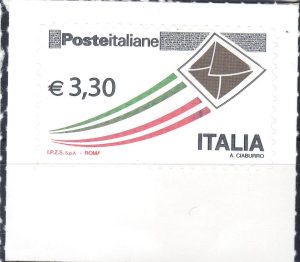 Posteitaliane
€ 3,30
ITALIA
A. CIABURRO
I.P.Z.S. S.p.A. - ROMA